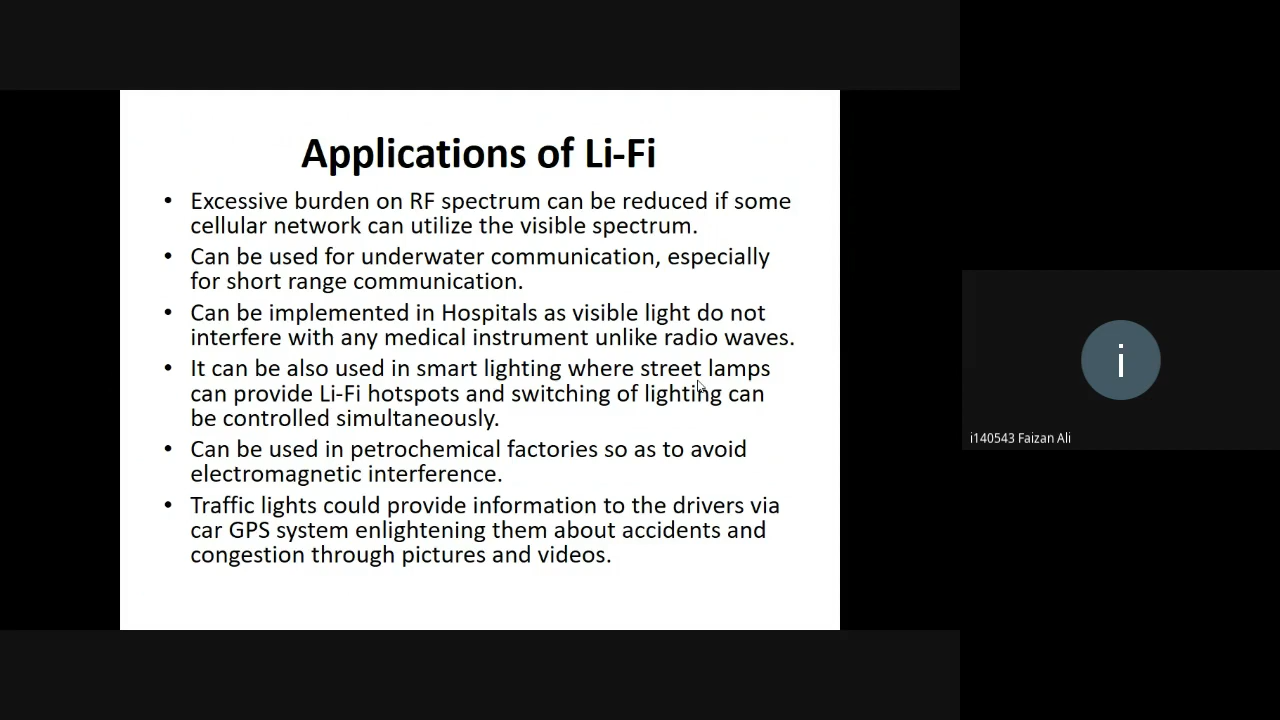 Applications of Li-Fi
• Excessive burden on RF spectrum can be reduced if some
cellular network can utilize the visible spectrum.
• Can be used for underwater communication, especially
for short range communication.
• Can be implemented in Hospitals as visible light do not
interfere with any medical instrument unlike radio waves.
• It can be also used in smart lighting where street lamps
can provide Li-Fi hotspots and switching of lighting can
be controlled simultaneously.
• Can be used in petrochemical factories so as to avoid
electromagnetic interference.
• Traffic lights could provide information to the drivers via
car GPS system enlightening them about accidents and
congestion through pictures and videos.
i
i140543 Faizan Ali